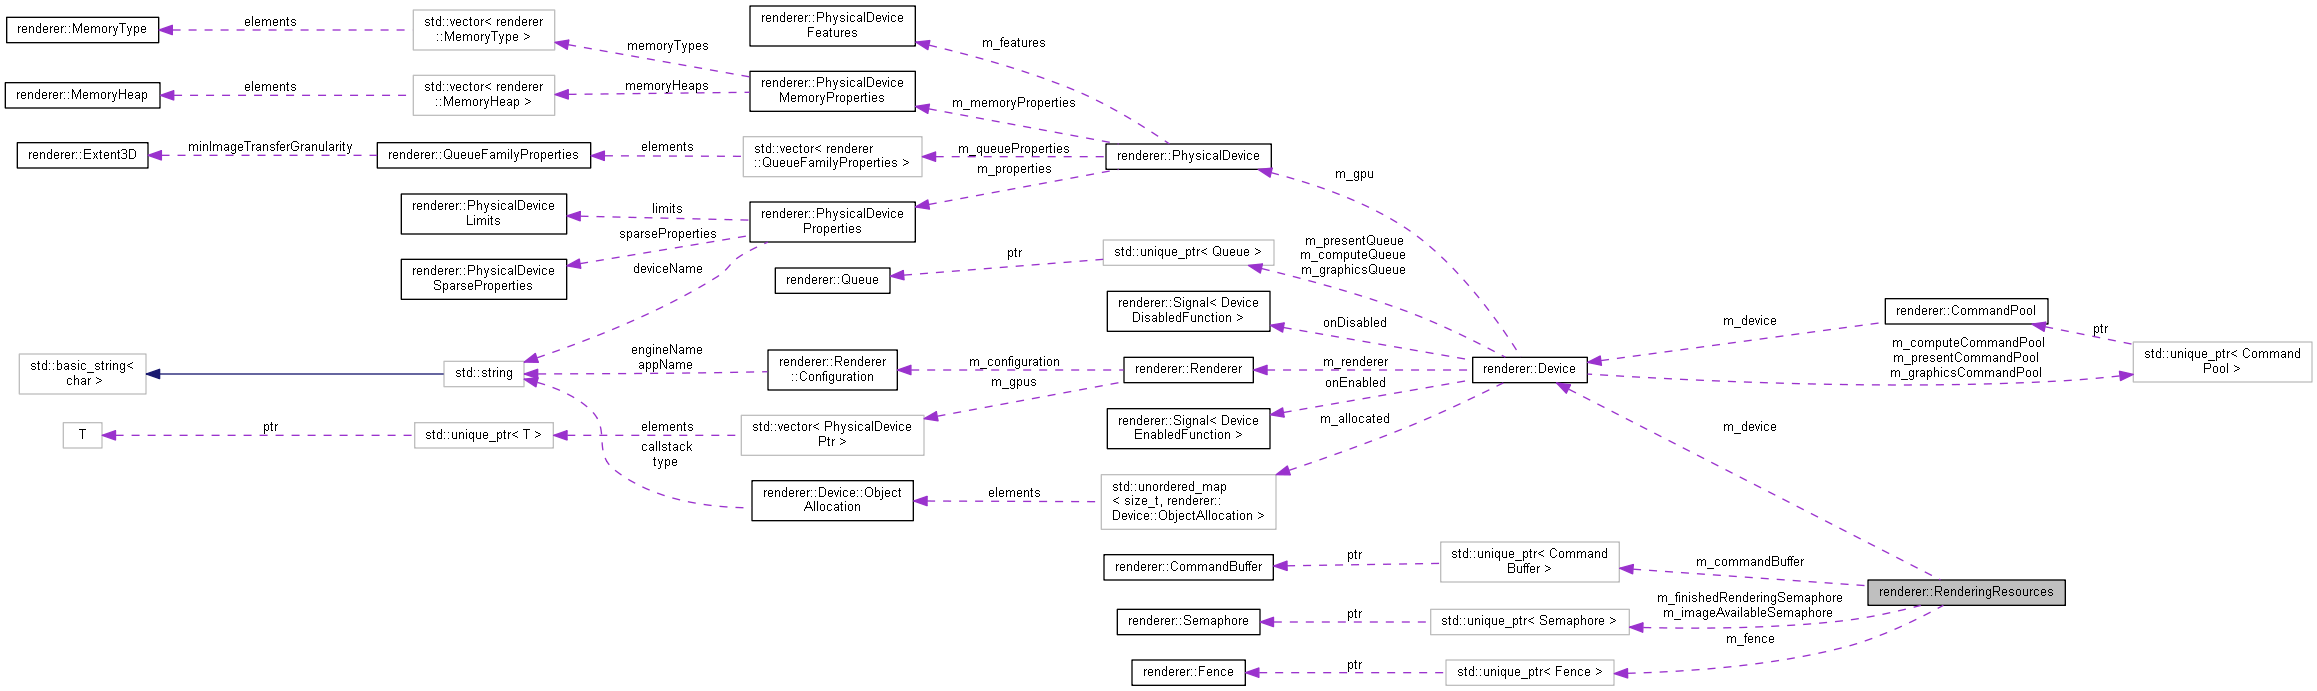 renderer::MemoryType
elements
std::vector< renderer
::MemoryType >
memoryTypes
renderer::PhysicalDevice
Features
m_features
renderer::MemoryHeap
elements
std::vector< renderer
::MemoryHeap >
memoryHeaps
renderer::PhysicalDevice
MemoryProperties
m_memoryProperties
renderer::Extent3D
minImageTransferGranularity
renderer::QueueFamilyProperties
elements
std::vector< renderer
::QueueFamilyProperties >
m_queueProperties
m_properties
renderer::PhysicalDevice
m_gpu
renderer::PhysicalDevice
Limits
limits
sparseProperties
deviceName
renderer::PhysicalDevice
Properties
renderer::PhysicalDevice
SparseProperties
renderer::Queue
ptr
std::unique_ptr< Queue >
m_presentQueue
m_computeQueue
m_graphicsQueue
renderer::Signal< Device
DisabledFunction >
onDisabled
m_device
renderer::CommandPool
ptr
std::basic_string<
char >
std::string
engineName
appName
renderer::Renderer
::Configuration
m_configuration
m_gpus
renderer::Renderer
m_renderer
onEnabled
renderer::Device
m_computeCommandPool
m_presentCommandPool
m_graphicsCommandPool
std::unique_ptr< Command
Pool >
T
ptr
std::unique_ptr< T >
elements
std::vector< PhysicalDevice
Ptr >
renderer::Signal< Device
EnabledFunction >
m_allocated
m_device
callstack
type
renderer::Device::Object
Allocation
elements
std::unordered_map
< size_t, renderer::
Device::ObjectAllocation >
renderer::CommandBuffer
ptr
std::unique_ptr< Command
Buffer >
m_commandBuffer
renderer::RenderingResources
renderer::Semaphore
ptr
std::unique_ptr< Semaphore >
m_finishedRenderingSemaphore
m_imageAvailableSemaphore
renderer::Fence
ptr
std::unique_ptr< Fence >
m_fence